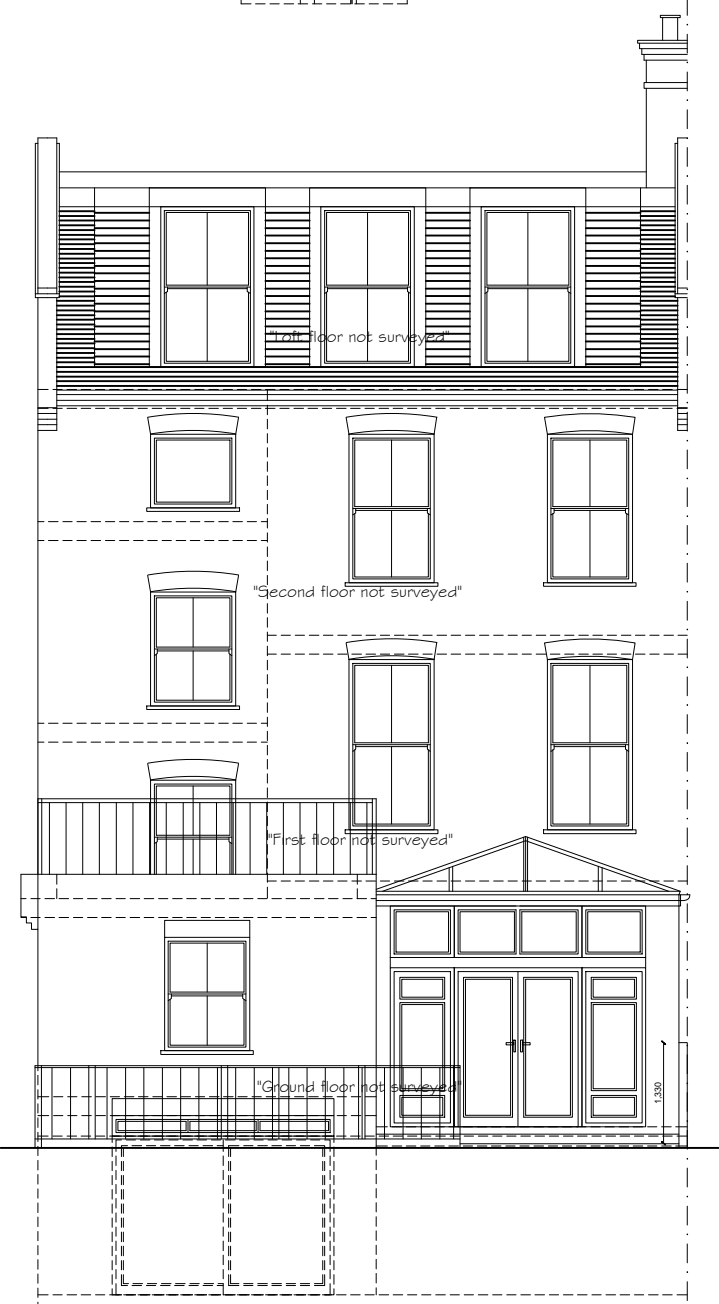 "Loft floor not surveyed"
"Second floor not surveyed"
"First floor not surveyed"
"Ground floor not surveyed"
1,330